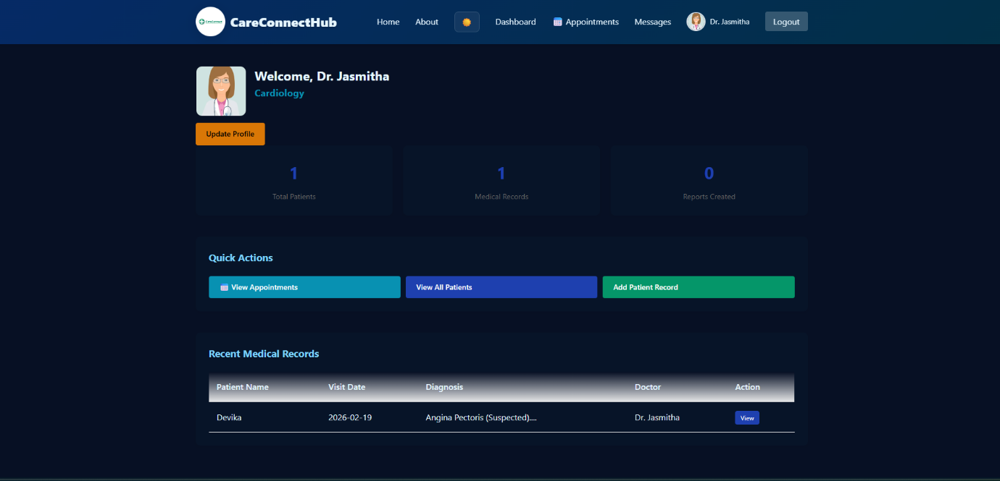 CareConnect CareConnectHub Home About Dashboard Appointments Messages Dr. Jasmitha Logout
Welcome, Dr. Jasmitha
Cardiology
Update Profile
1 1 0
Total Patients Medical Records Reports Created
Quick Actions
View Appointments View All Patients Add Patient Record
Recent Medical Records
Patient Name Visit Date Diagnosis Doctor Action
Devika 2026-02-19 Angina Pectoris (Suspected).... Dr. Jasmitha View